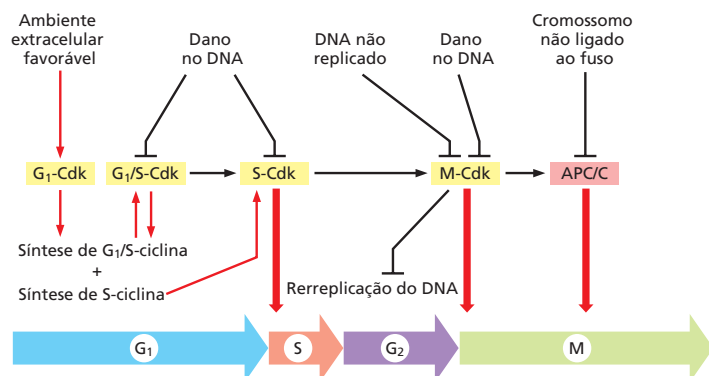 Ambiente
extracelular
favorável
Dano
no DNA
DNA não
replicado
Dano
no DNA
Cromossomo
não ligado
ao fuso
G₁-Cdk
G₁/S-Cdk
S-Cdk
M-Cdk
APC/C
Síntese de G₁/S-ciclina
+
Síntese de S-ciclina
Rerreplicação do DNA
G₁
S
G₂
M